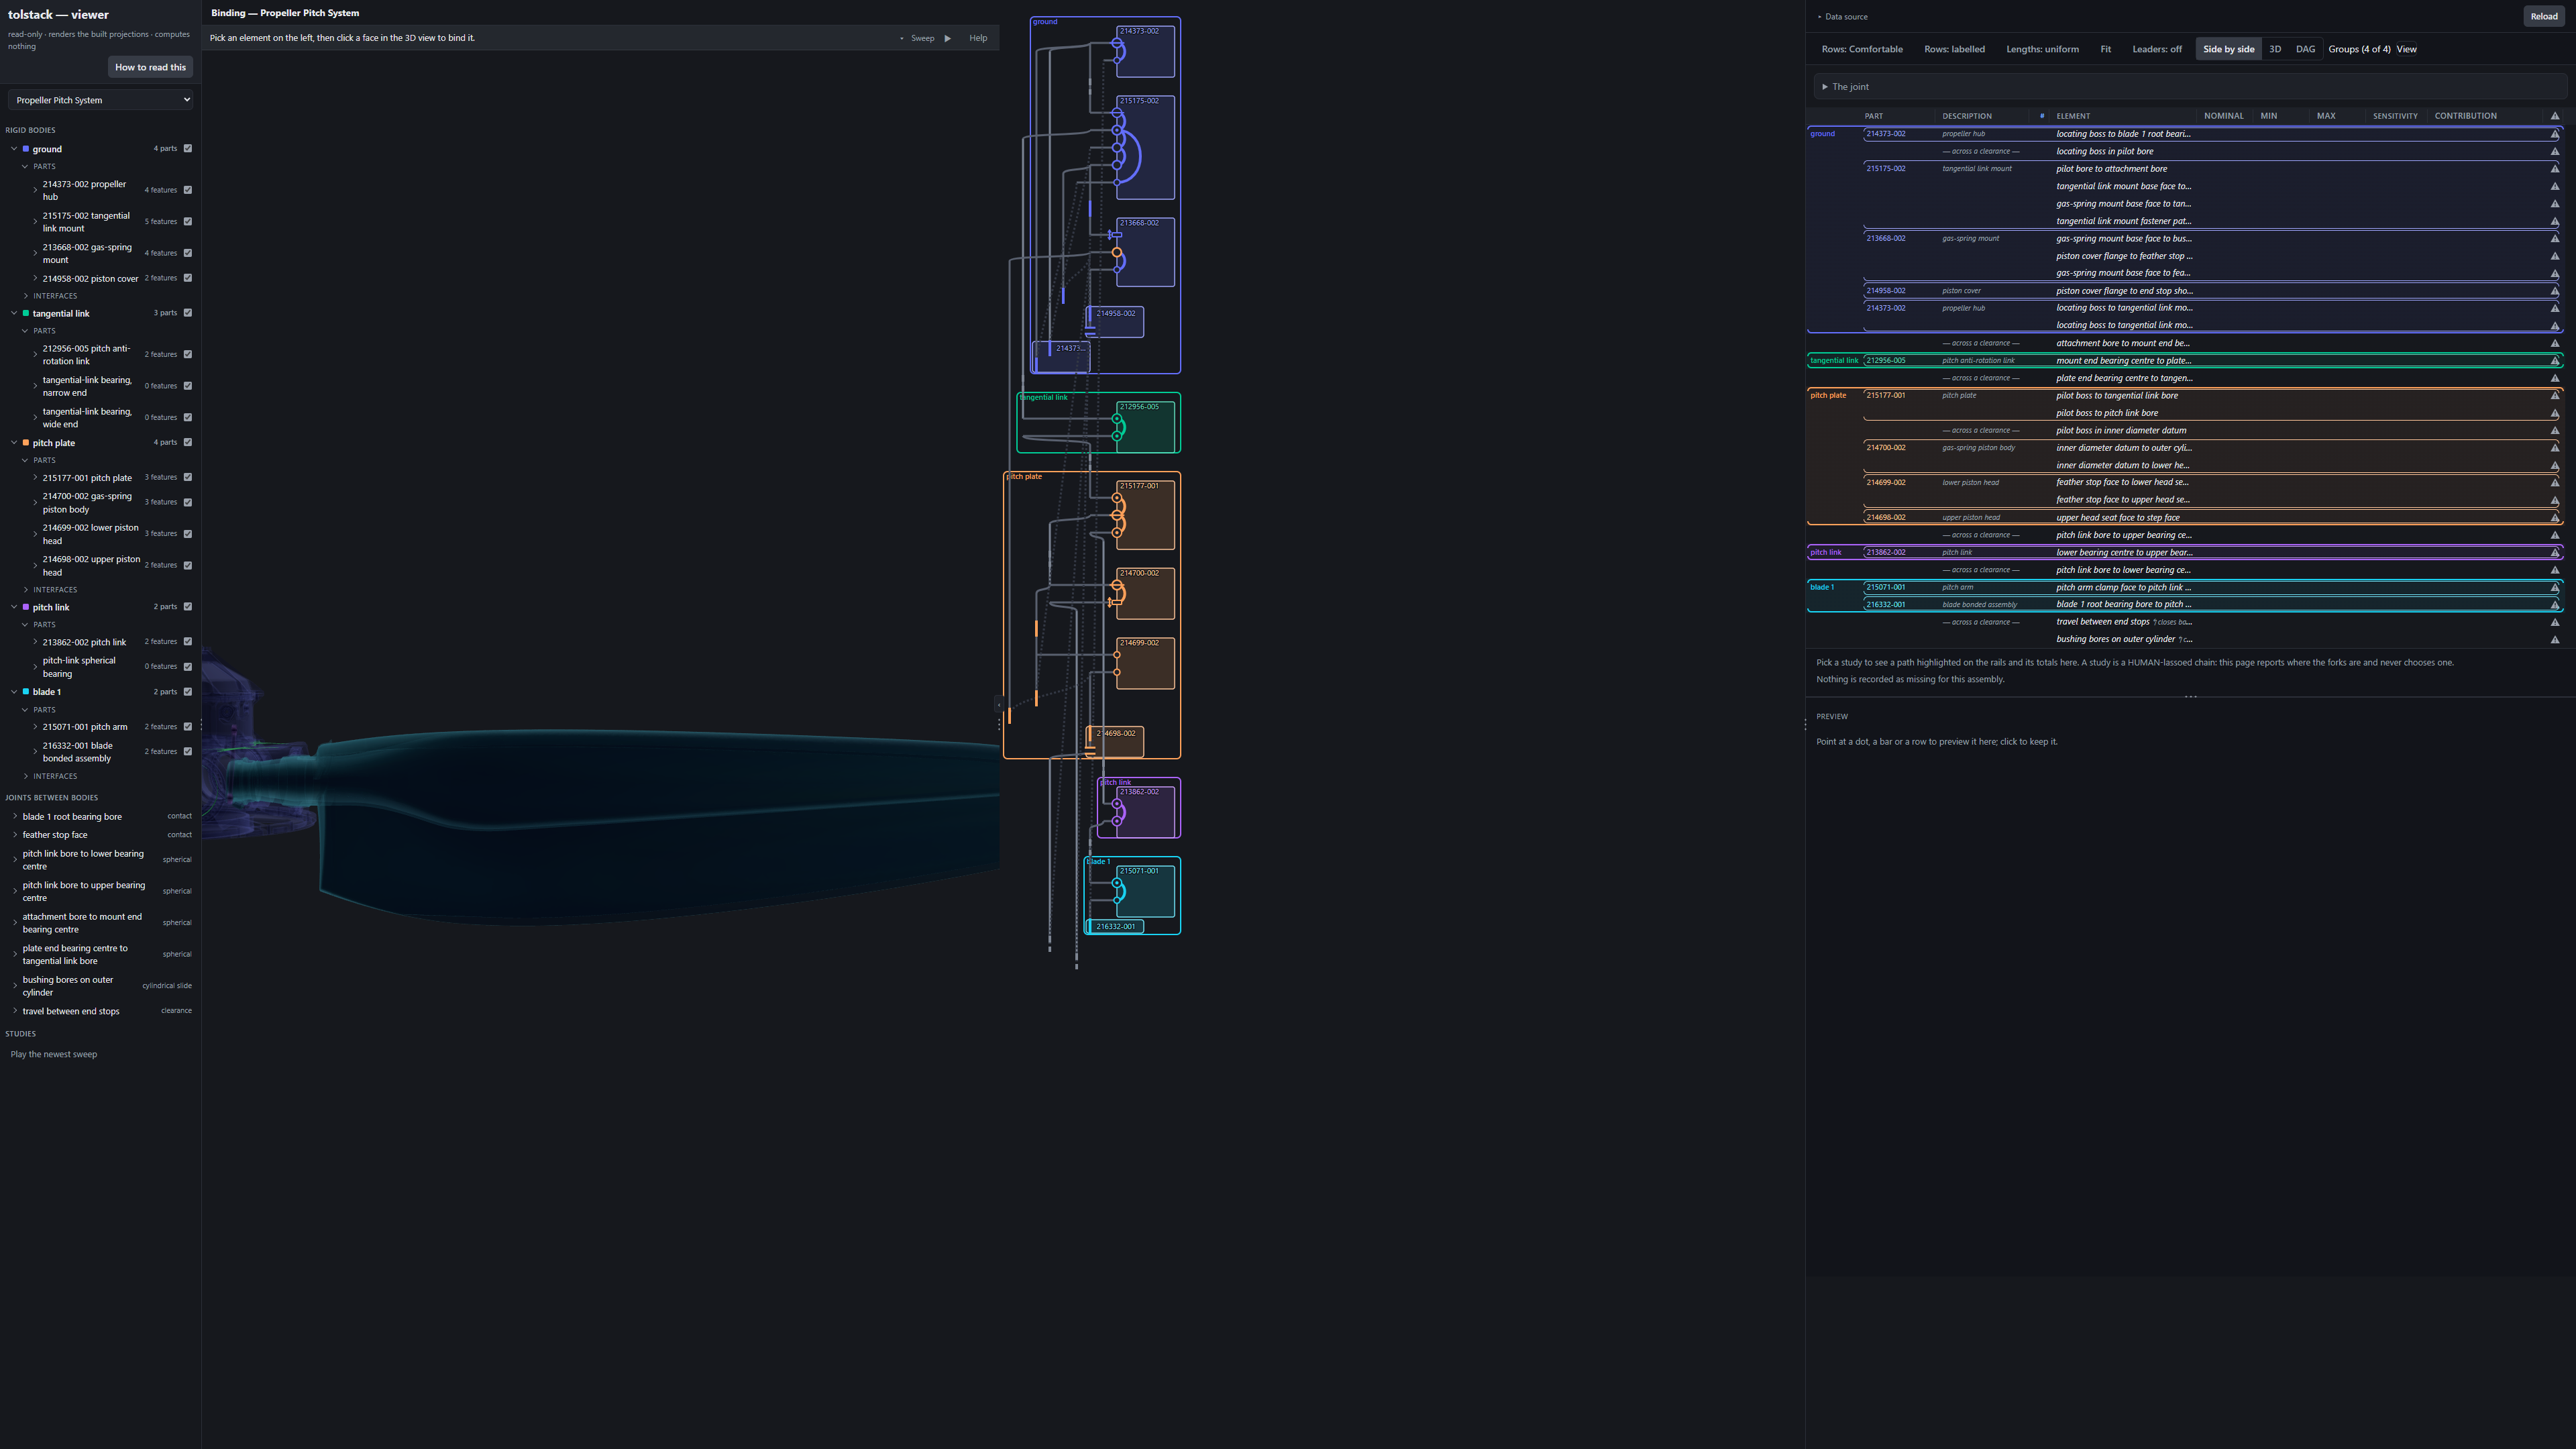 tolstack — viewer
read-only · renders the built projections · computes
nothing
How to read this
Propeller Pitch System
RIGID BODIES
ground 4 parts
PARTS
214373-002 propeller
hub
4 features
215175-002 tangential
link mount
5 features
213668-002 gas-spring
mount
4 features
214958-002 piston cover 2 features
INTERFACES
tangential link 3 parts
PARTS
212956-005 pitch anti-
rotation link
2 features
tangential-link bearing,
narrow end
0 features
tangential-link bearing,
wide end
0 features
pitch plate 4 parts
PARTS
215177-001 pitch plate 3 features
214700-002 gas-spring
piston body
3 features
214699-002 lower piston
head
3 features
214698-002 upper piston
head
2 features
INTERFACES
pitch link 2 parts
PARTS
213862-002 pitch link 2 features
pitch-link spherical
bearing
0 features
blade 1 2 parts
PARTS
215071-001 pitch arm 2 features
216332-001 blade
bonded assembly
2 features
INTERFACES
JOINTS BETWEEN BODIES
blade 1 root bearing bore contact
feather stop face contact
pitch link bore to lower bearing
centre
spherical
pitch link bore to upper bearing
centre
spherical
attachment bore to mount end
bearing centre
spherical
plate end bearing centre to
tangential link bore
spherical
bushing bores on outer
cylinder
cylindrical slide
travel between end stops clearance
STUDIES
Play the newest sweep
Binding — Propeller Pitch System
Pick an element on the left, then click a face in the 3D view to bind it.
Sweep
Help
ground
214373-002
215175-002
213668-002
214958-002
214373...
tangential link
212956-005
pitch plate
215177-001
214700-002
214699-002
214698-002
pitch link
213862-002
blade 1
215071-001
216332-001
Data source
Reload
Rows: Comfortable Rows: labelled Lengths: uniform Fit Leaders: off Side by side 3D DAG Groups (4 of 4) View
The joint
PART DESCRIPTION # ELEMENT NOMINAL MIN MAX SENSITIVITY CONTRIBUTION
ground 214373-002 propeller hub locating boss to blade 1 root beari...
— across a clearance — locating boss in pilot bore
215175-002 tangential link mount pilot bore to attachment bore
tangential link mount base face to...
gas-spring mount base face to tan...
tangential link mount fastener pat...
213668-002 gas-spring mount gas-spring mount base face to bus...
piston cover flange to feather stop ...
gas-spring mount base face to fea...
214958-002 piston cover piston cover flange to end stop sho...
214373-002 propeller hub locating boss to tangential link mo...
locating boss to tangential link mo...
— across a clearance — attachment bore to mount end be...
tangential link 212956-005 pitch anti-rotation link mount end bearing centre to plate...
— across a clearance — plate end bearing centre to tangen...
pitch plate 215177-001 pitch plate pilot boss to tangential link bore
pilot boss to pitch link bore
— across a clearance — pilot boss in inner diameter datum
214700-002 gas-spring piston body inner diameter datum to outer cyli...
inner diameter datum to lower he...
214699-002 lower piston head feather stop face to lower head se...
feather stop face to upper head se...
214698-002 upper piston head upper head seat face to step face
— across a clearance — pitch link bore to upper bearing ce...
pitch link 213862-002 pitch link lower bearing centre to upper bear...
— across a clearance — pitch link bore to lower bearing ce...
blade 1 215071-001 pitch arm pitch arm clamp face to pitch link ...
216332-001 blade bonded assembly blade 1 root bearing bore to pitch ...
— across a clearance — travel between end stops closes ba...
bushing bores on outer cylinder
Pick a study to see a path highlighted on the rails and its totals here. A study is a HUMAN-lassoed chain: this page reports where the forks are and never chooses one.
Nothing is recorded as missing for this assembly.
PREVIEW
Point at a dot, a bar or a row to preview it here; click to keep it.